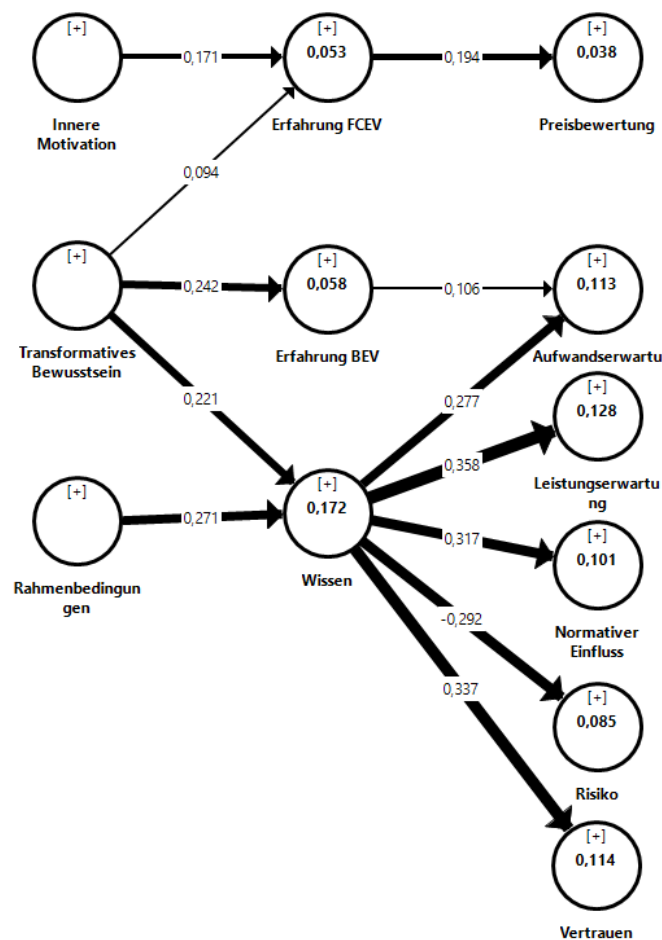 [+]
Innere
Motivation
0,171
[+]
0,053
Erfahrung FCEV
0,194
[+]
0,038
Preisbewertung
0,094
[+]
Transformatives
Bewusstsein
0,242
[+]
0,058
Erfahrung BEV
0,106
[+]
0,113
Aufwandserwartu
0,221
0,277
[+]
0,128
Leistungserwartu
ng
0,358
[+]
Rahmenbedingun
gen
0,271
[+]
0,172
Wissen
0,317
[+]
0,101
Normativer
Einfluss
-0,292
[+]
0,085
Risiko
0,337
[+]
0,114
Vertrauen